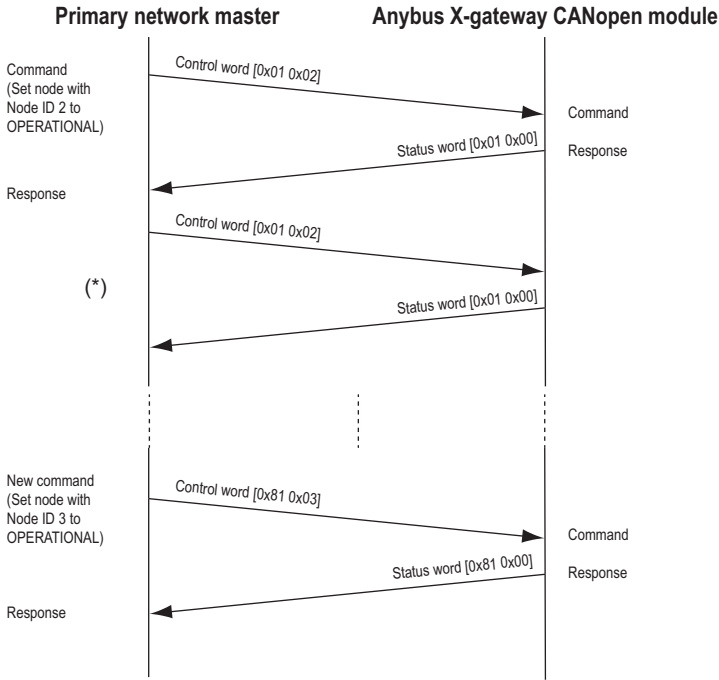 Primary network master
Anybus X-gateway CANopen module
Command
(Set node with
Node ID 2 to
OPERATIONAL)
Control word [0x01 0x02]
Command
Status word [0x01 0x00]
Response
Response
Control word [0x01 0x02]
(*)
Status word [0x01 0x00]
New command
(Set node with
Node ID 3 to
OPERATIONAL)
Control word [0x81 0x03]
Command
Status word [0x81 0x00]
Response
Response